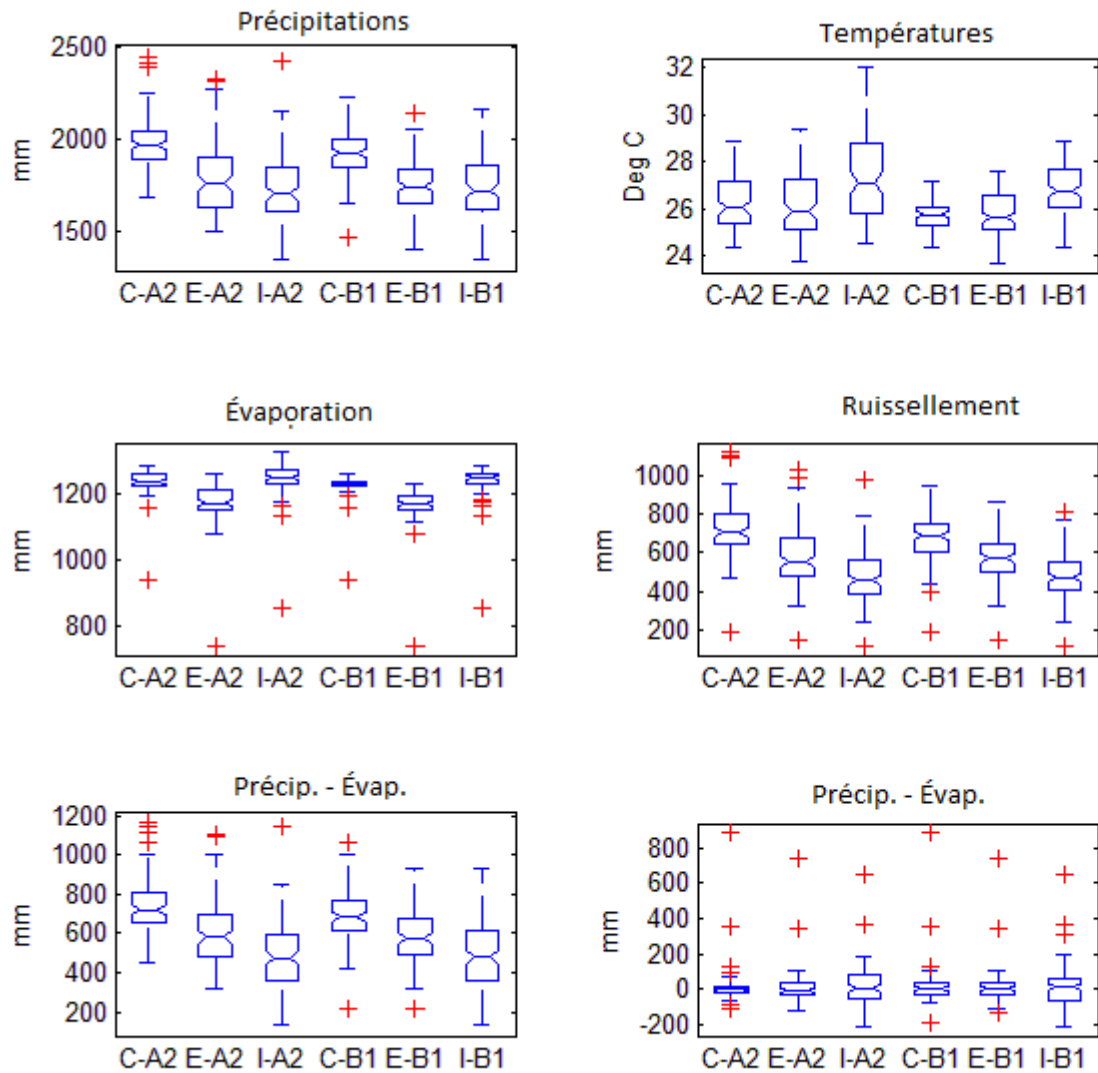 Précipitations
2500
2000
1500
mm
C-A2 E-A2 I-A2 C-B1 E-B1 I-B1
Températures
32
30
28
26
24
Deg C
C-A2 E-A2 I-A2 C-B1 E-B1 I-B1
Évaporation
1200
1000
800
mm
C-A2 E-A2 I-A2 C-B1 E-B1 I-B1
Ruissellement
1000
800
600
400
200
mm
C-A2 E-A2 I-A2 C-B1 E-B1 I-B1
Précip. - Évap.
1200
1000
800
600
400
200
mm
C-A2 E-A2 I-A2 C-B1 E-B1 I-B1
Précip. - Évap.
800
600
400
200
0
-200
mm
C-A2 E-A2 I-A2 C-B1 E-B1 I-B1